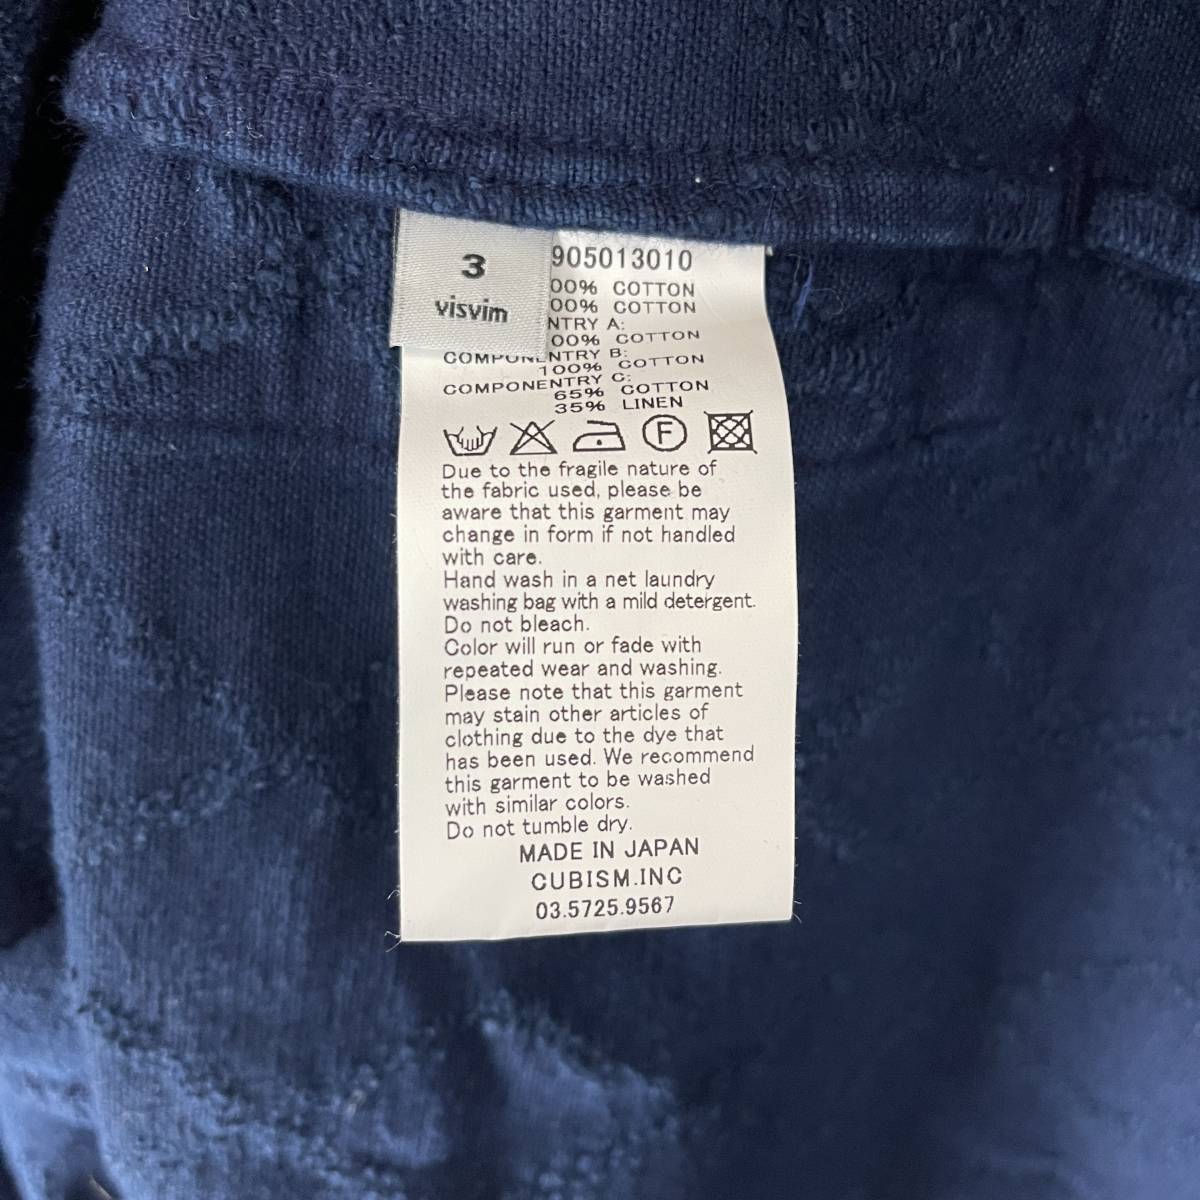 3
visvim
905013010
00% COTTON
00% COTTON
NTRY A:
00% COTTON
NTRY B:
100% COTTON
COMPONENTRY C:
65% COTTON
35% LINEN
F
Due to the fragile nature of
the fabric used, please be
aware that this garment may
change in form if not handled
with care.
Hand wash in a net laundry
washing bag with a mild detergent.
Do not bleach.
Color will run or fade with
repeated wear and washing.
Please note that this garment
may stain other articles of
clothing due to the dye that
has been used. We recommend
this garment to be washed
with similar colors.
Do not tumble dry.
MADE IN JAPAN
CUBISM.INC
03.5725.9567